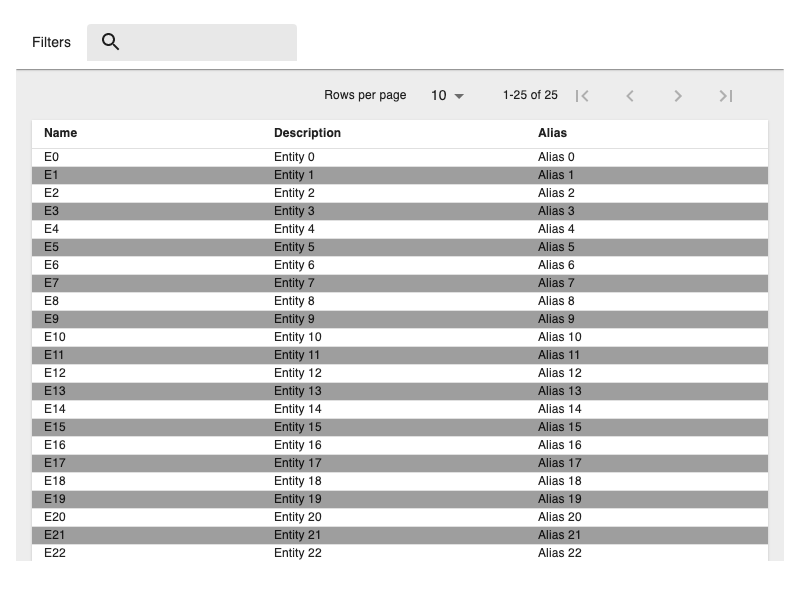 Filters
Rows per page 10 1-25 of 25
Name Description Alias
E0 Entity 0 Alias 0
E1 Entity 1 Alias 1
E2 Entity 2 Alias 2
E3 Entity 3 Alias 3
E4 Entity 4 Alias 4
E5 Entity 5 Alias 5
E6 Entity 6 Alias 6
E7 Entity 7 Alias 7
E8 Entity 8 Alias 8
E9 Entity 9 Alias 9
E10 Entity 10 Alias 10
E11 Entity 11 Alias 11
E12 Entity 12 Alias 12
E13 Entity 13 Alias 13
E14 Entity 14 Alias 14
E15 Entity 15 Alias 15
E16 Entity 16 Alias 16
E17 Entity 17 Alias 17
E18 Entity 18 Alias 18
E19 Entity 19 Alias 19
E20 Entity 20 Alias 20
E21 Entity 21 Alias 21
E22 Entity 22 Alias 22